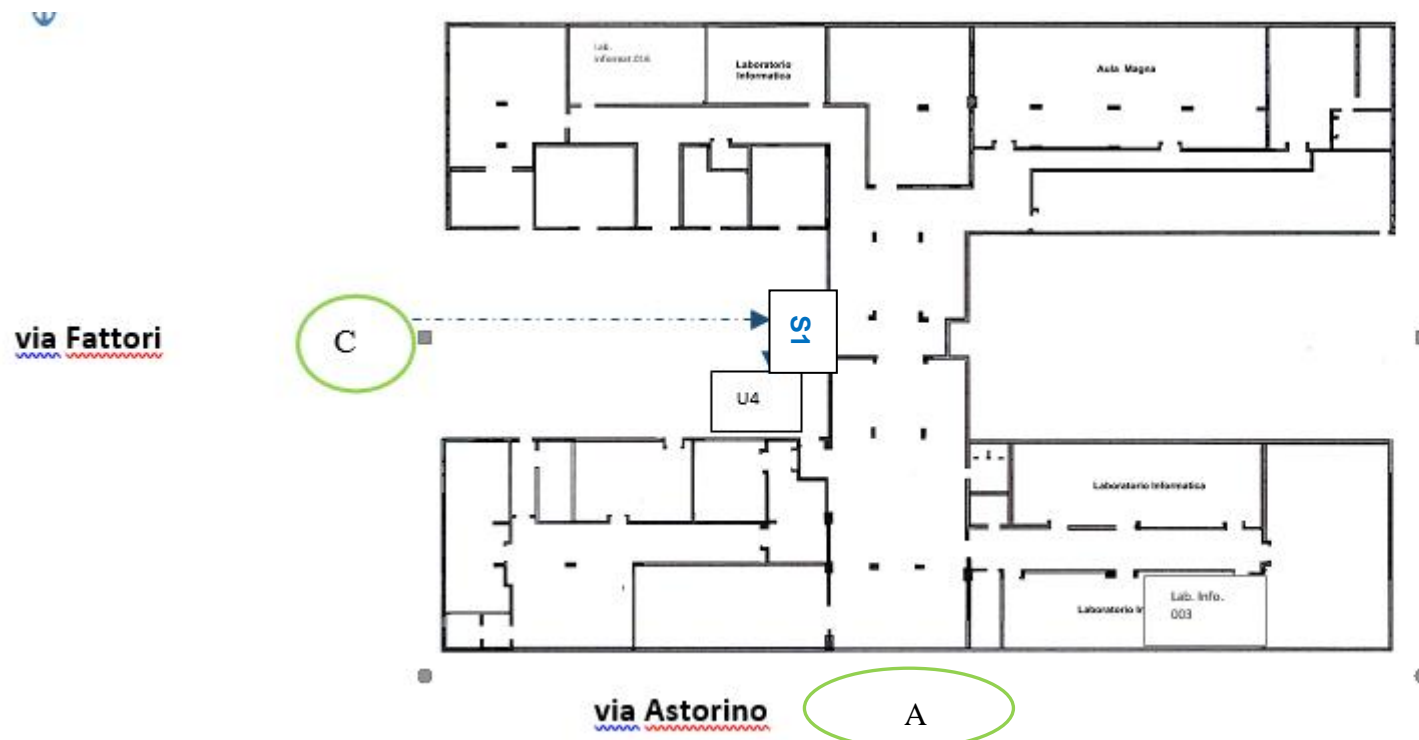 Lab.
informat.016
Laboratorio
Informatica
Aula Magna
S1
via Fattori
C
U4
Laboratorio Informatica
Lab. Info.
003
Laboratorio Ir
via Astorino
A